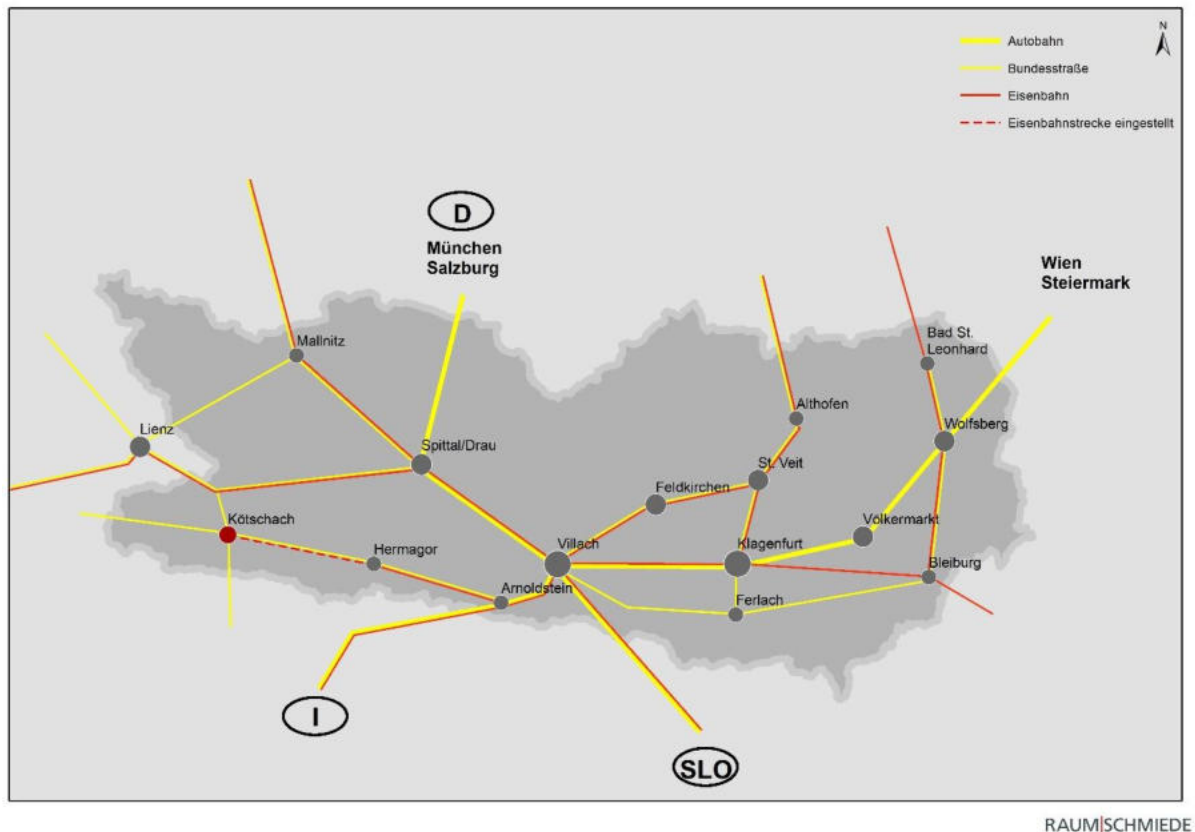 N
Autobahn
Bundesstraße
Eisenbahn
Eisenbahnstrecke eingestellt
D
München
Salzburg
Wien
Steiermark
Bad St.
Leonhard
Mallnitz
Althofen
Lienz
Spittal/Drau
Wolfsberg
St. Veit
Feldkirchen
Kötschach
Völkermarkt
Hermagor
Villach
Klagenfurt
Bleiburg
Arnoldstein
Ferlach
I
SLO
RAUM|SCHMIEDE